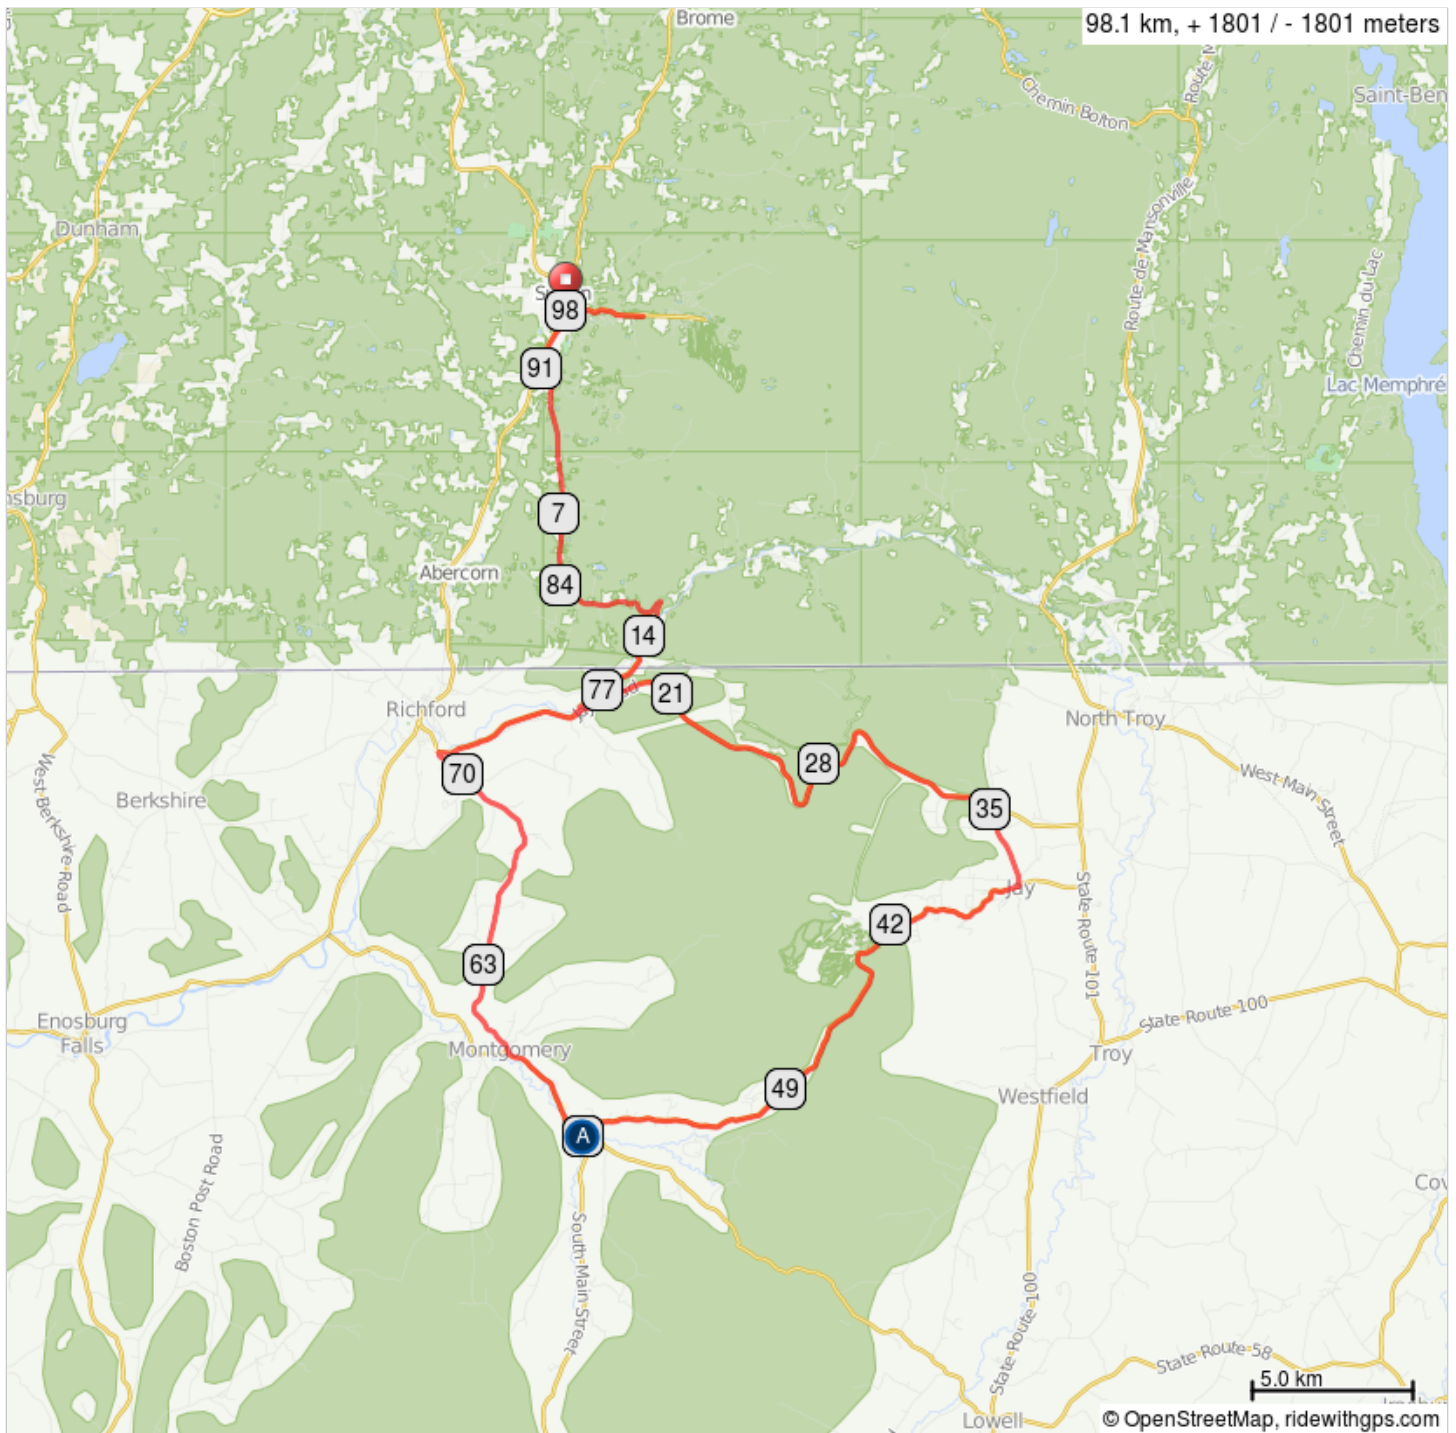 Brome
98.1 km, + 1801 / - 1801 meters
Chemin Bolton
Saint-Ben
Dunham
Route de Mansonville
Chemin du Lac
98
91
Lac Memphré
7
Abercorn
84
14
77
21
Richford
North Troy
West Main Street
28
70
Berkshire
West Berkshire Road
35
Jay
State Route 101
42
63
State Route 100
Enosburg
Falls
Montgomery
Troy
49
Westfield
A
Boston Post Road
South Main Street
State Route 100
State Route 58
5.0 km
Lowell
© OpenStreetMap, ridewithgps.com